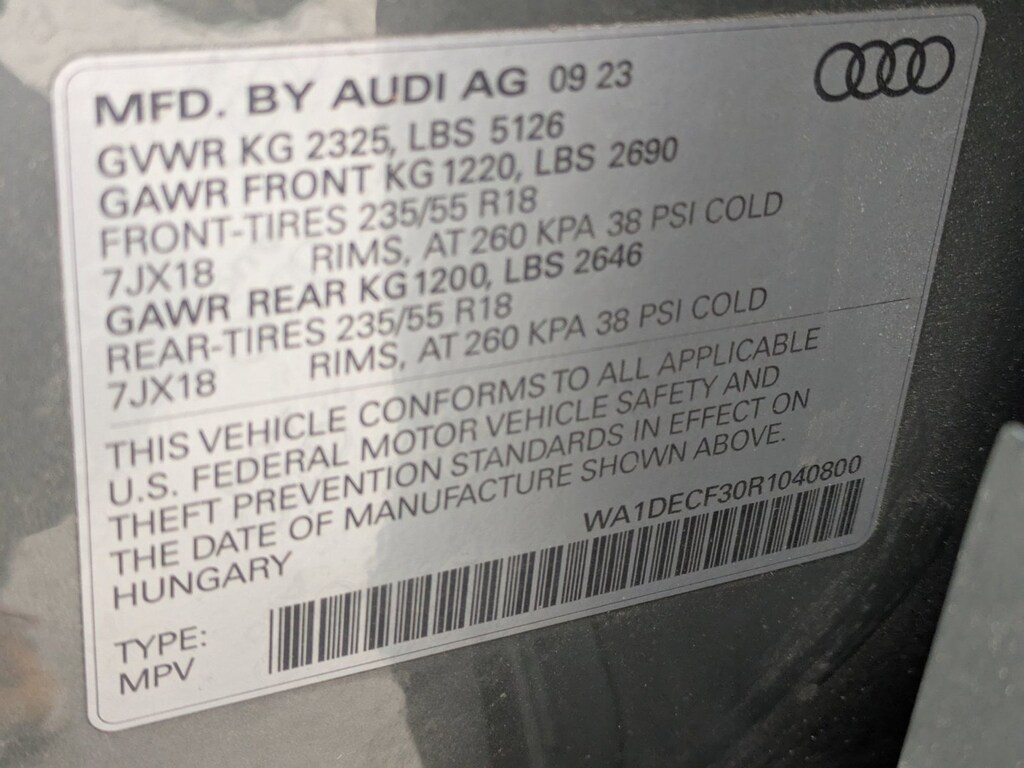 MFD. BY AUDI AG 09 23
GVWR KG 2325, LBS 5126
GAWR FRONT KG 1220, LBS 2690
FRONT-TIRES 235/55 R18
7JX18 RIMS, AT 260 KPA 38 PSI COLD
GAWR REAR KG 1200, LBS 2646
REAR-TIRES 235/55 R18
7JX18 RIMS, AT 260 KPA 38 PSI COLD
THIS VEHICLE CONFORMS TO ALL APPLICABLE
U.S. FEDERAL MOTOR VEHICLE SAFETY AND
THEFT PREVENTION STANDARDS IN EFFECT ON
THE DATE OF MANUFACTURE SHOWN ABOVE.
HUNGARY WA1DECF30R1040800
TYPE:
MPV